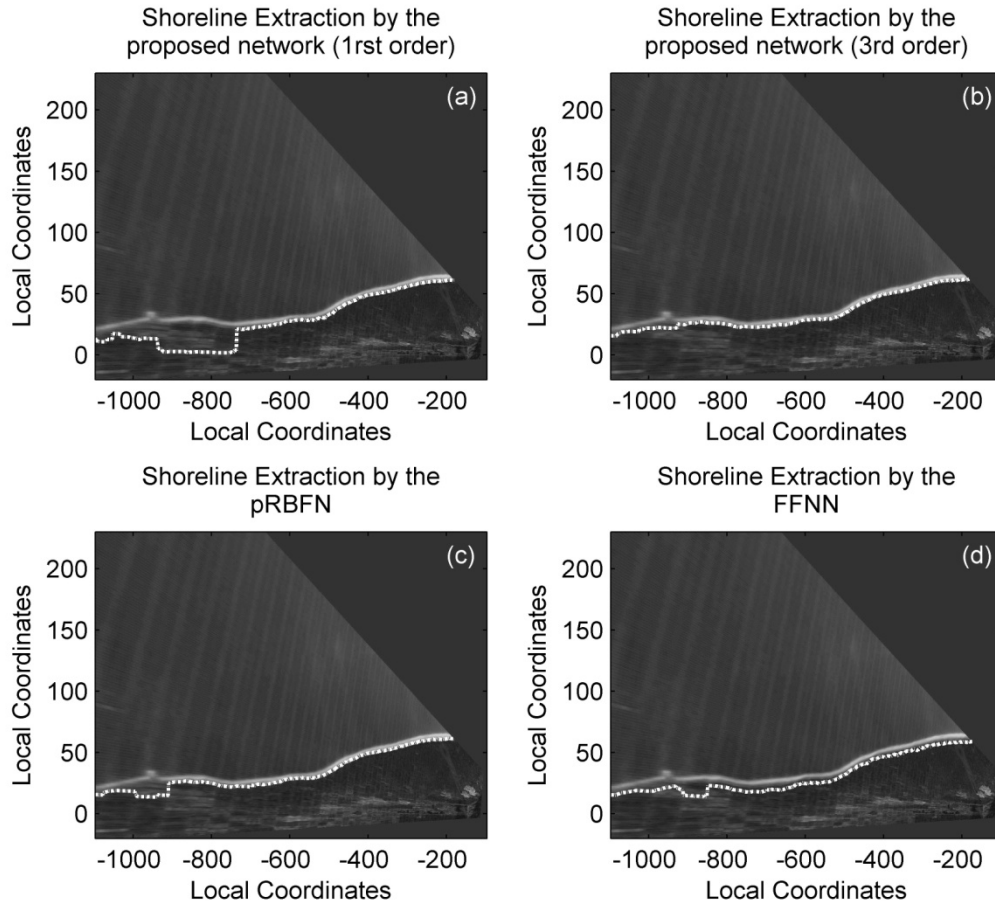 Shoreline Extraction by the
proposed network (1rst order)
(a)
200
150
100
50
0
Local Coordinates
-1000 -800 -600 -400 -200
Local Coordinates
Shoreline Extraction by the
proposed network (3rd order)
(b)
200
150
100
50
0
Local Coordinates
-1000 -800 -600 -400 -200
Local Coordinates
Shoreline Extraction by the
pRBFN
(c)
200
150
100
50
0
Local Coordinates
-1000 -800 -600 -400 -200
Local Coordinates
Shoreline Extraction by the
FFNN
(d)
200
150
100
50
0
Local Coordinates
-1000 -800 -600 -400 -200
Local Coordinates